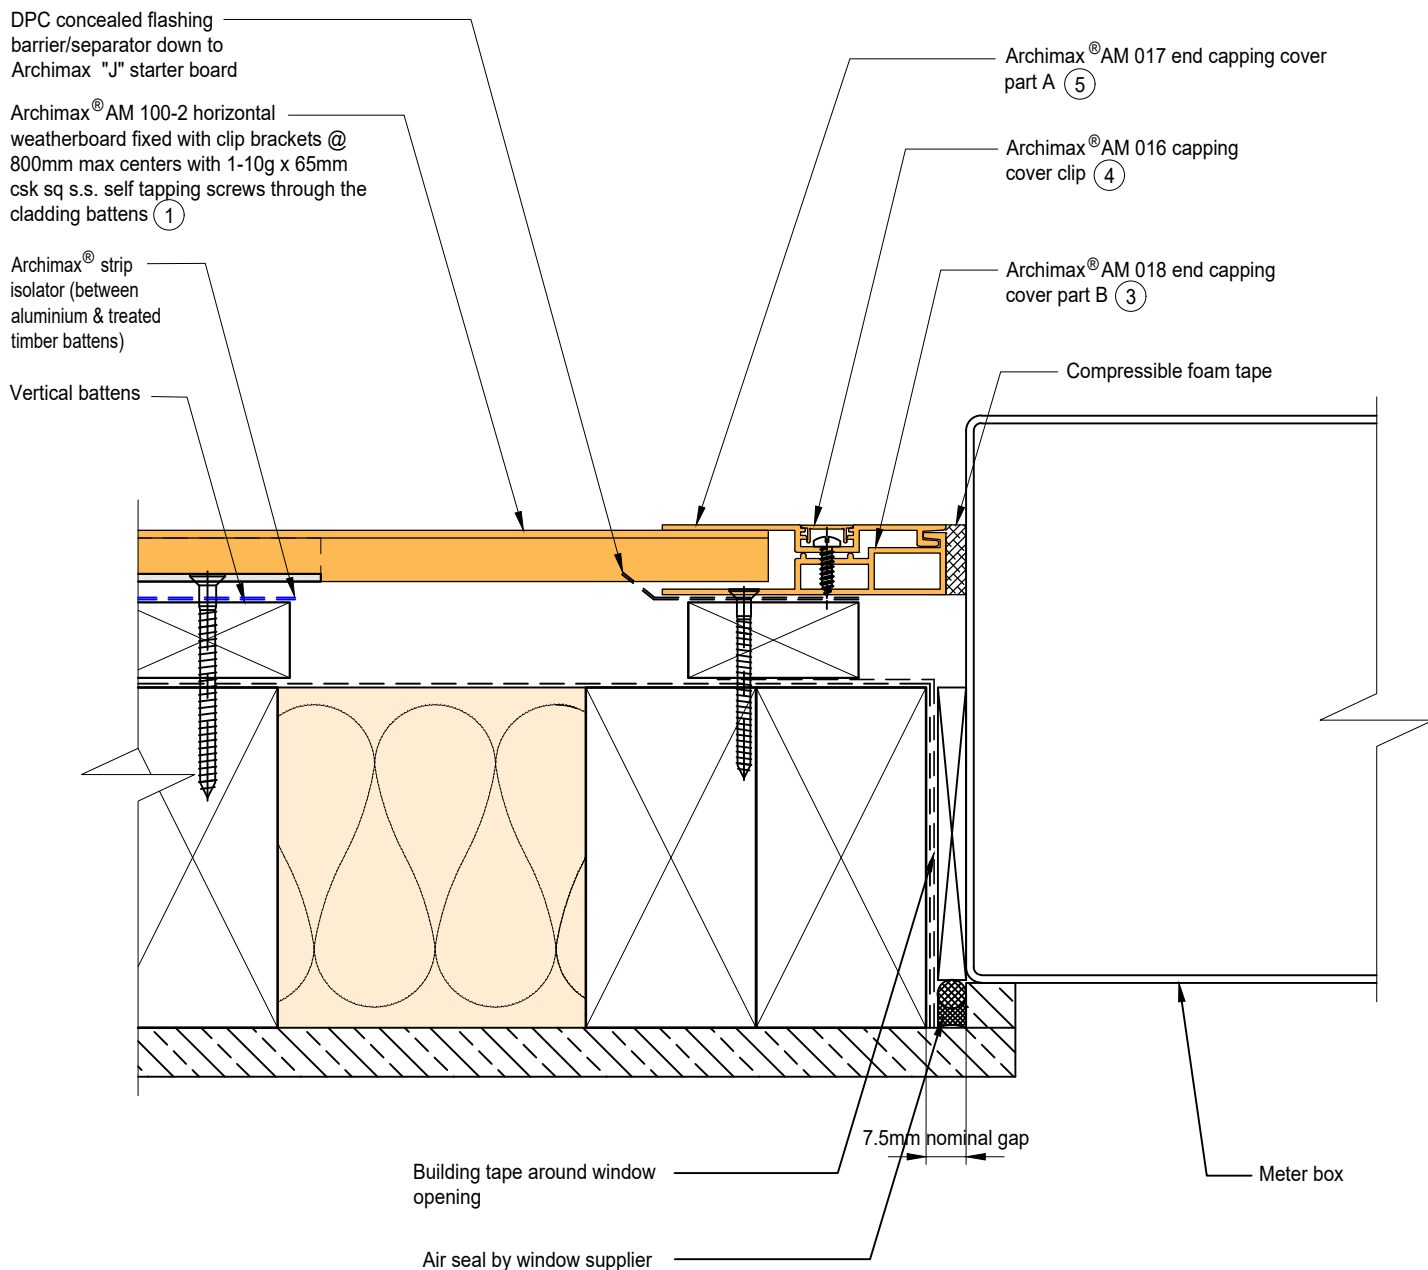 DPC concealed flashing
barrier/separator down to
Archimax "J" starter board
Archimax® AM 100-2 horizontal
weatherboard fixed with clip brackets @
800mm max centers with 1-10g x 65mm
csk sq s.s. self tapping screws through the
cladding battens 1
Archimax® strip
isolator (between
aluminium & treated
timber battens)
Vertical battens
Archimax® AM 017 end capping cover
part A 5
Archimax® AM 016 capping
cover clip 4
Archimax® AM 018 end capping
cover part B 3
Compressible foam tape
7.5mm nominal gap
Building tape around window
opening
Meter box
Air seal by window supplier